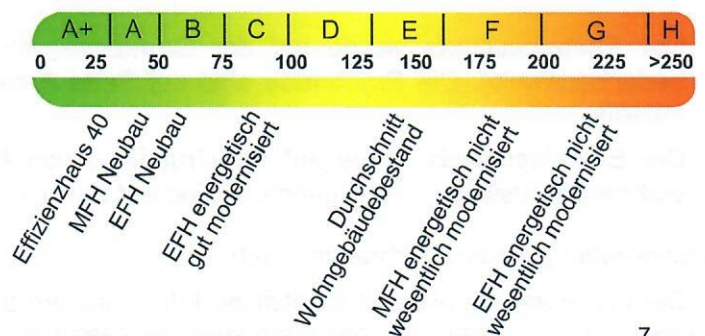 A+ A B C D E F G H
0 25 50 75 100 125 150 175 200 225 >250
Effizienzhaus 40
MFH Neubau
EFH Neubau
EFH energetisch
gut modernisiert
Durchschnitt
Wohngebäudebestand
MFH energetisch nicht
wesentlich modernisiert
EFH energetisch nicht
wesentlich modernisiert
7